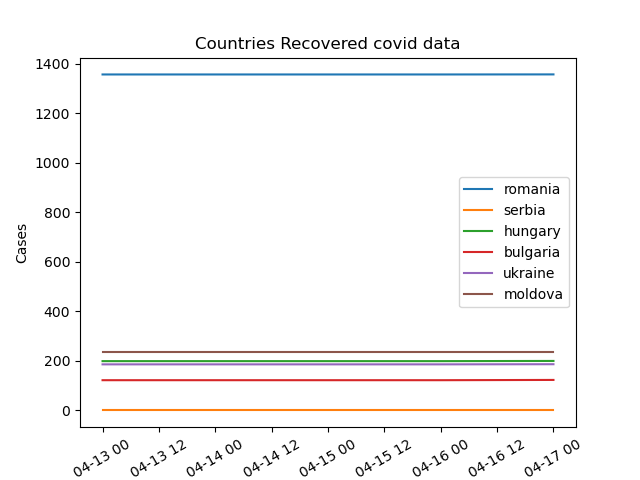 Countries Recovered covid data
1400
1200
1000
800
600
400
200
0
Cases
romania
serbia
hungary
bulgaria
ukraine
moldova
04-13 00
04-13 12
04-14 00
04-14 12
04-15 00
04-15 12
04-16 00
04-16 12
04-17 00